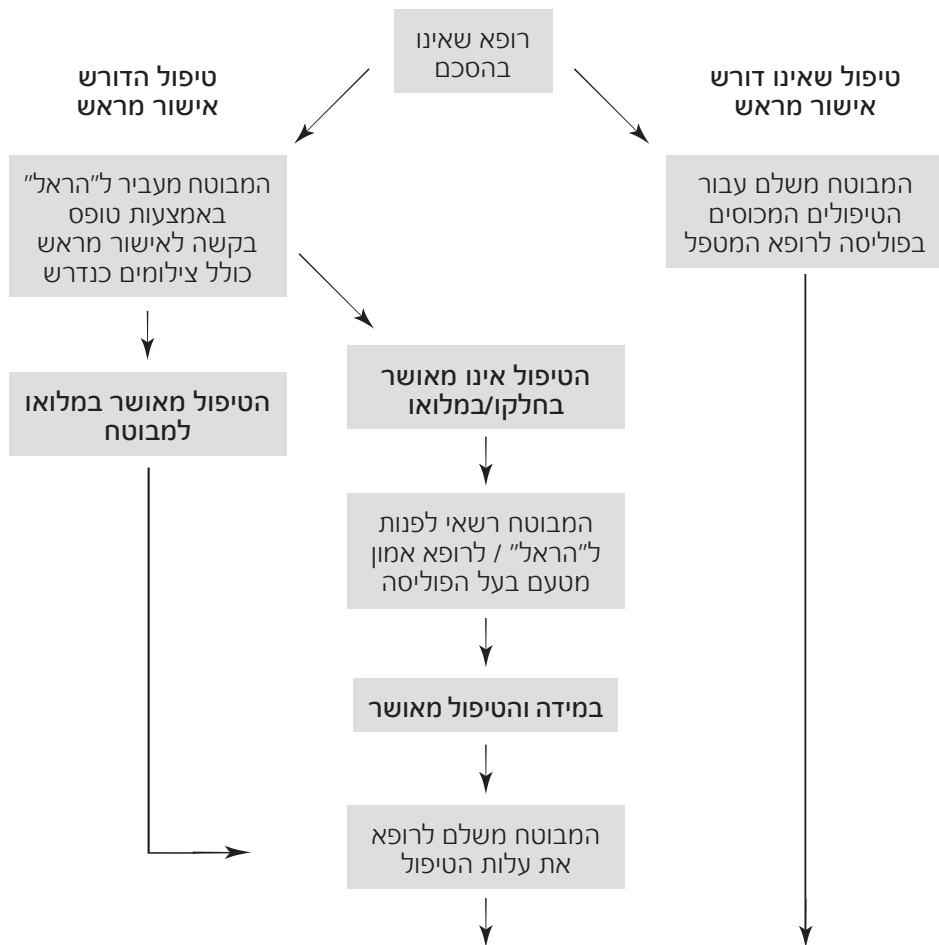 רופא שאינו
בהסכם
טיפול שאינו דורש
אישור מראש
המבוטח משלם עבור
הטיפולים המכוסים
בפוליסה לרופא המטפל
טיפול הדורש
אישור מראש
המבוטח מעביר ל"הראל"
באמצעות טופס
בקשה לאישור מראש
כולל צילומים כנדרש
הטיפול מאושר במלואו
למבוטח
הטיפול אינו מאושר
בחלקו/במלואו
המבוטח רשאי לפנות
ל"הראל" / לרופא אמון
מטעם בעל הפוליסה
במידה והטיפול מאושר
המבוטח משלם לרופא
את עלות הטיפול